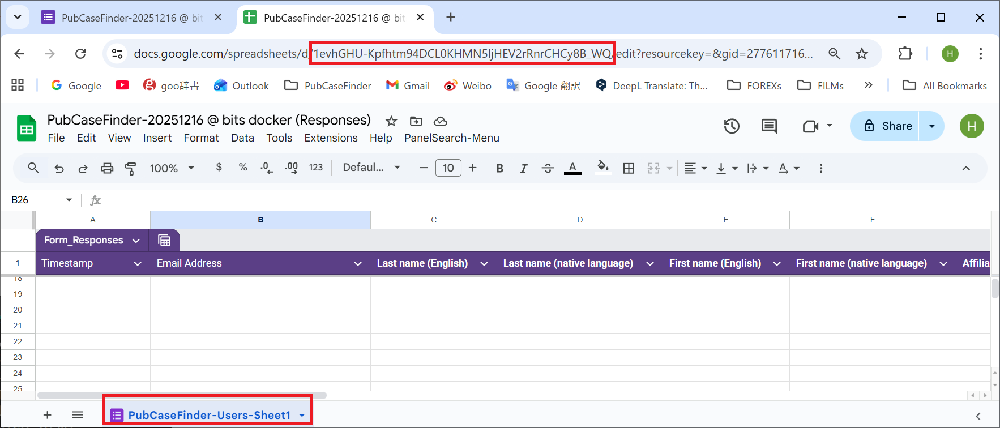 PubCaseFinder-20251216 @ bit
PubCaseFinder-20251216 @ bits
docs.google.com/spreadsheets/d/1evhGHU-Kpfhtm94DCL0KHMN5ljHEV2rRnrCHCy8B_WQ/edit?resourcekey=&gid=277611716...
H
Google
goo辞書
Outlook
PubCaseFinder
Gmail
Weibo
Google 翻訳
DeepL Translate: Th...
FOREXs
FILMs
All Bookmarks
PubCaseFinder-20251216 @ bits docker (Responses)
File Edit View Insert Format Data Tools Extensions Help PanelSearch-Menu
Share
H
100% $ % .0 .00 123 Defaul... 10 B I A
B26 fx
A B C D E F
Form_Responses
1 Timestamp Email Address Last name (English) Last name (native language) First name (English) First name (native language) Affilia
18
19
20
21
22
23
24
25
PubCaseFinder-Users-Sheet1